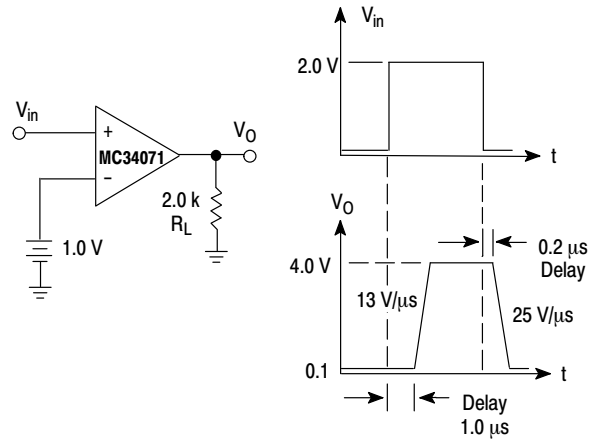 V_in
+
MC34071
−
V_O
2.0 k
R_L
1.0 V
V_in
2.0 V
t
V_O
4.0 V
13 V/µs
25 V/µs
0.2 µs
Delay
0.1
t
Delay
1.0 µs